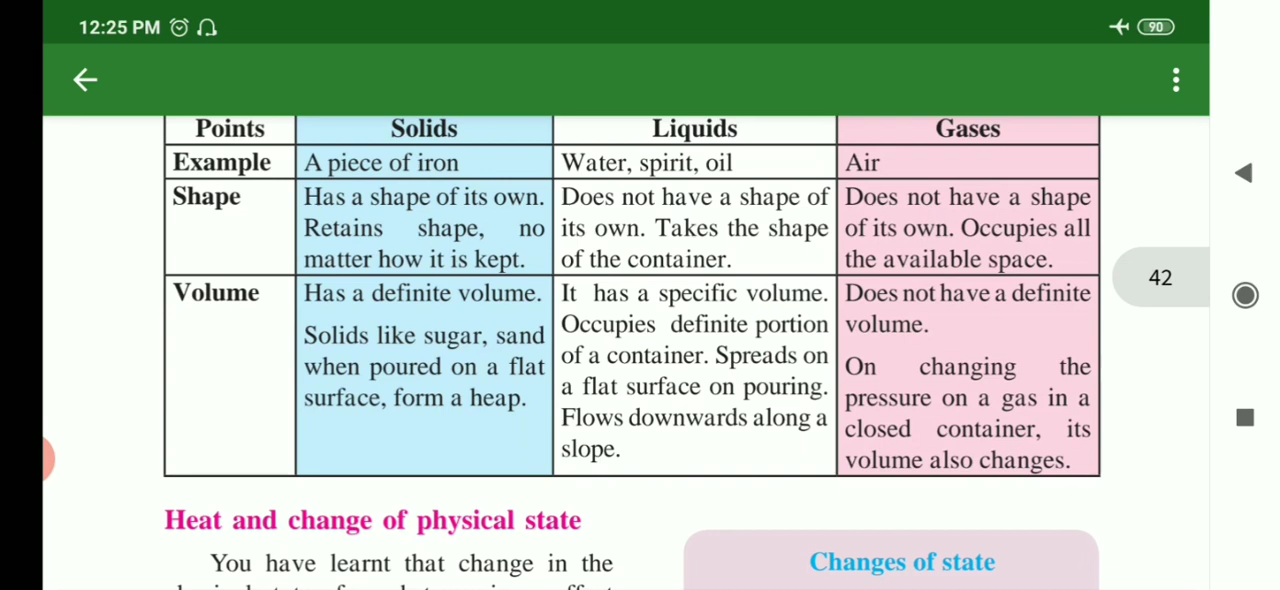 12:25 PM
90
Points Solids Liquids Gases
Example A piece of iron Water, spirit, oil Air
Shape
Has a shape of its own.
Retains shape, no
matter how it is kept.
Does not have a shape of
its own. Takes the shape
of the container.
Does not have a shape
of its own. Occupies all
the available space.
42
Volume
Has a definite volume.
Solids like sugar, sand
when poured on a flat
surface, form a heap.
It has a specific volume.
Occupies definite portion
of a container. Spreads on
a flat surface on pouring.
Flows downwards along a
slope.
Does not have a definite
volume.
On changing the
pressure on a gas in a
closed container, its
volume also changes.
Heat and change of physical state
You have learnt that change in the
Changes of state